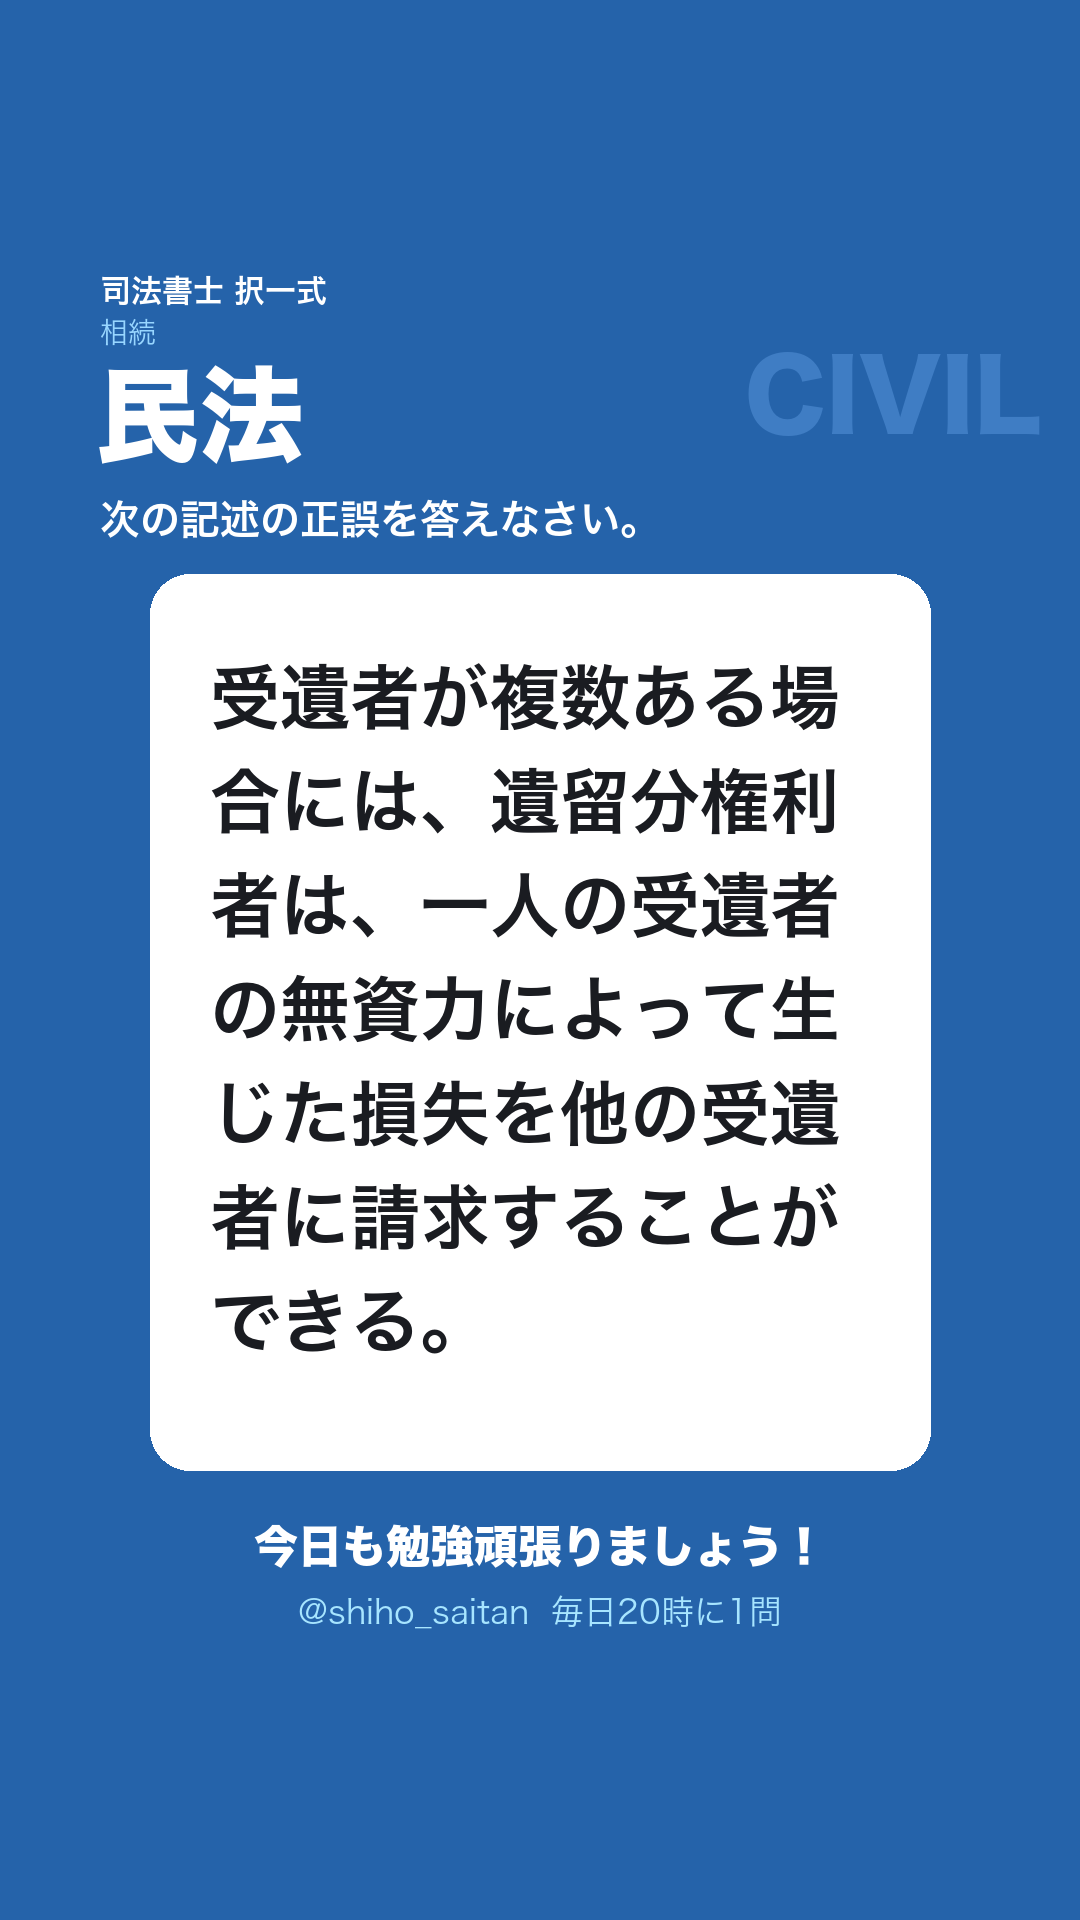 司法書士 択一式
相続
民法
CIVIL
次の記述の正誤を答えなさい。
受遺者が複数ある場
合には、遺留分権利
者は、一人の受遺者
の無資力によって生
じた損失を他の受遺
者に請求することが
できる。
今日も勉強頑張りましょう！
@shiho_saitan 毎日20時に1問